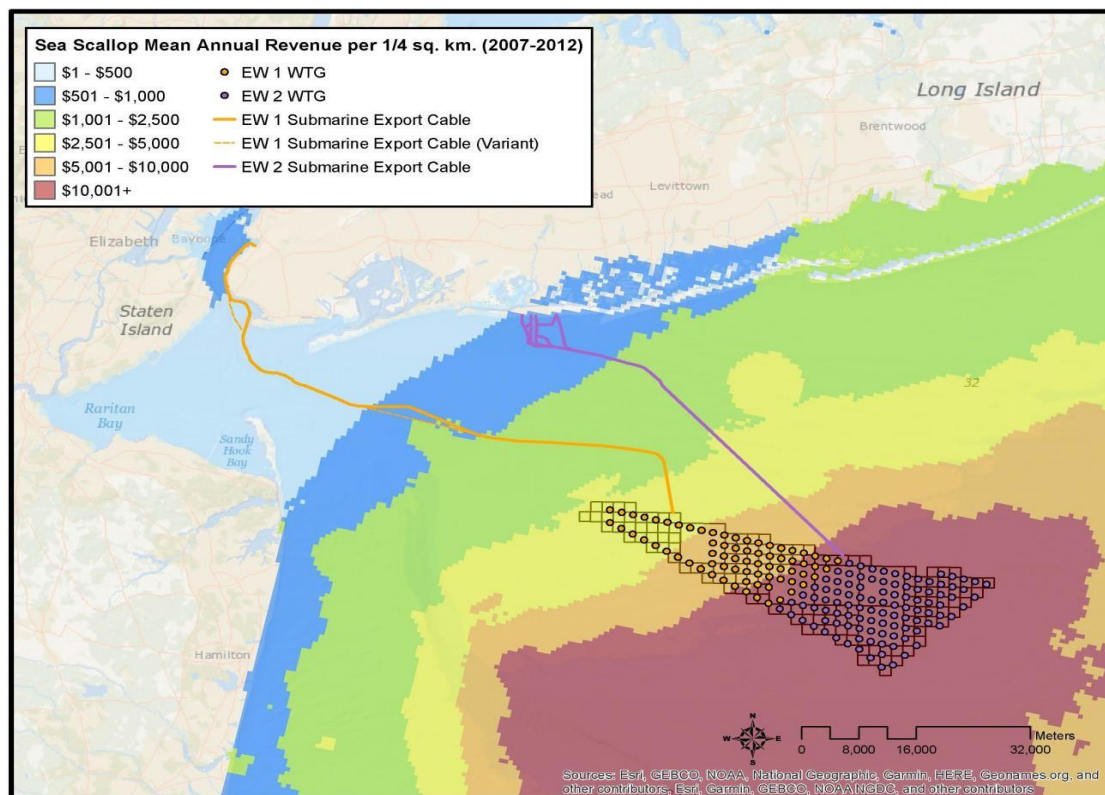 Sea Scallop Mean Annual Revenue per 1/4 sq. km. (2007-2012)
$1 - $500
$501 - $1,000
$1,001 - $2,500
$2,501 - $5,000
$5,001 - $10,000
$10,001+
EW 1 WTG
EW 2 WTG
EW 1 Submarine Export Cable
EW 1 Submarine Export Cable (Variant)
EW 2 Submarine Export Cable
Long Island
Brentwood
Levittown
ead
Elizabeth
Bayonne
Staten
Island
Raritan
Bay
Sandy
Hook
Bay
32
Hamilton
N
W
E
S
Meters
0 8,000 16,000 32,000
Sources: Esri, GEBCO, NOAA, National Geographic, Garmin, HERE, Geonames.org, and
other contributors, Esri, Garmin, GEBCO, NOAA NGDC, and other contributors